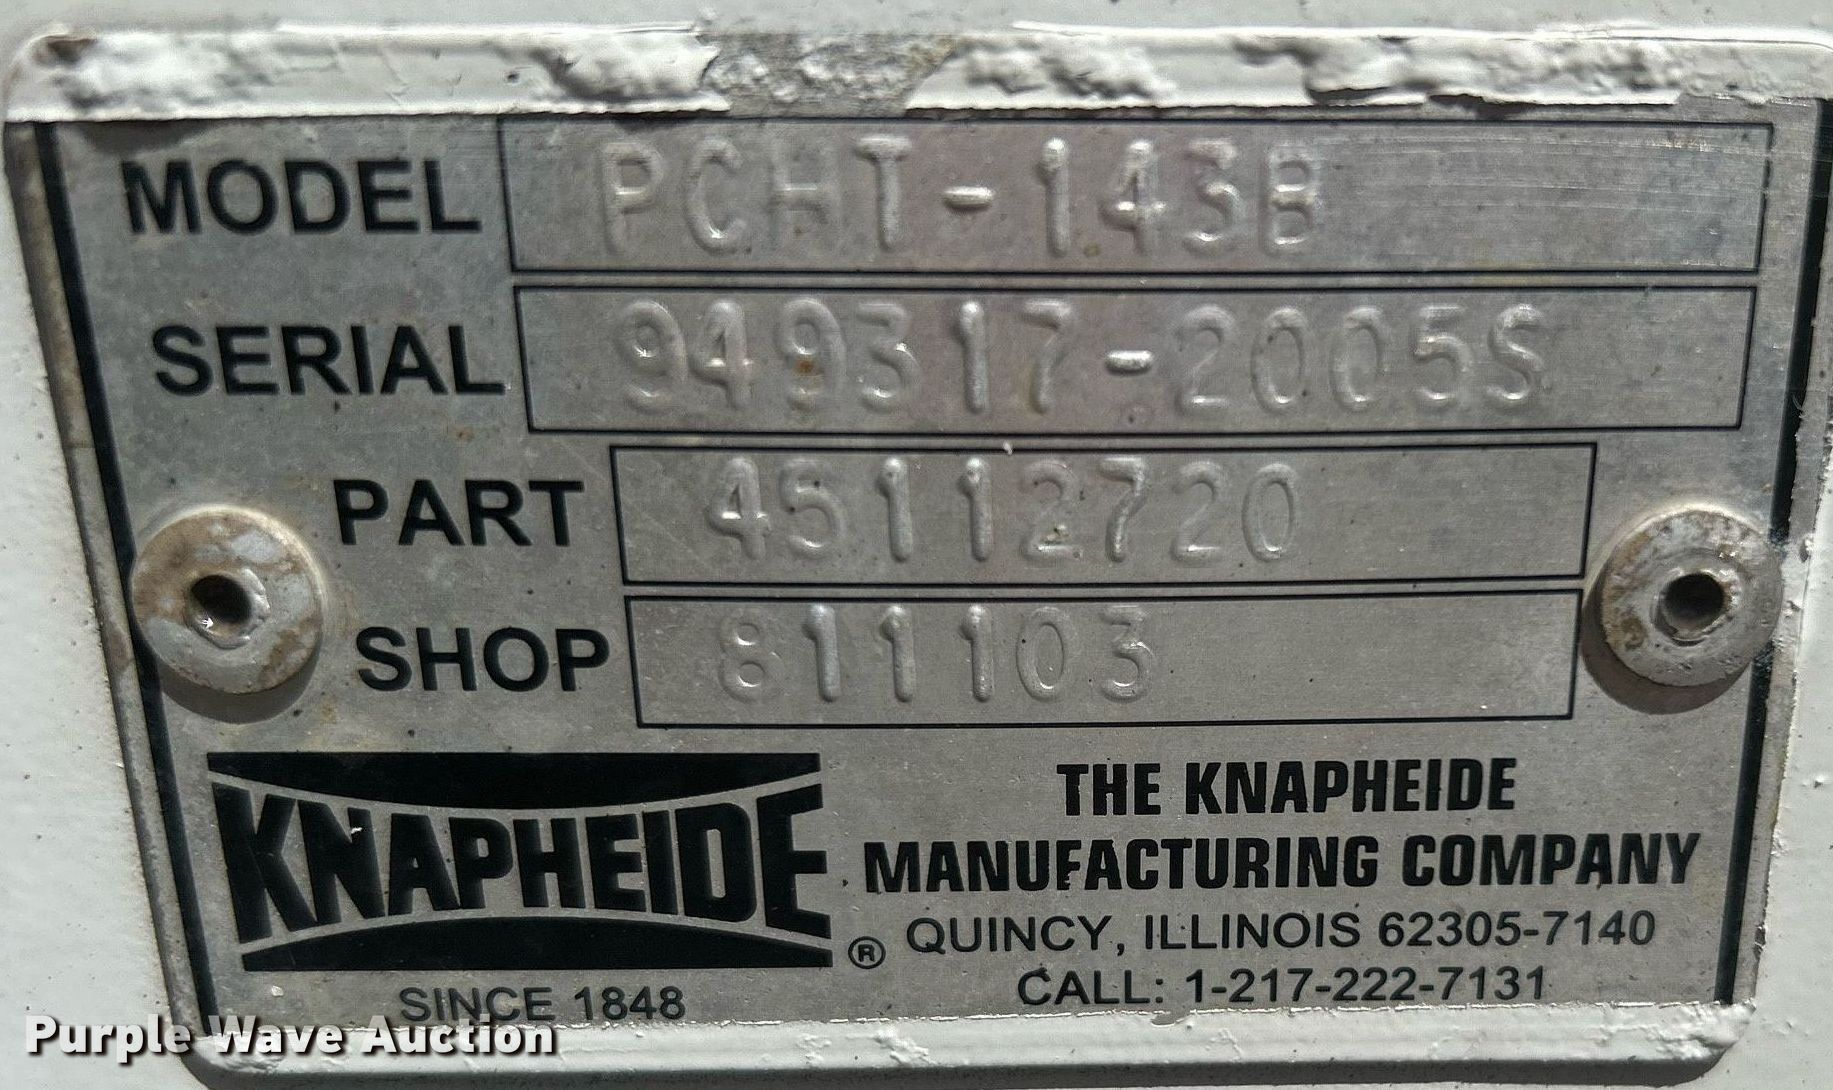 MODEL PCHT-143B
SERIAL 949317-2005S
PART 45112720
SHOP 811103
KNAPHEIDE ®
SINCE 1848
THE KNAPHEIDE
MANUFACTURING COMPANY
QUINCY, ILLINOIS 62305-7140
CALL: 1-217-222-7131
Purple Wave Auction